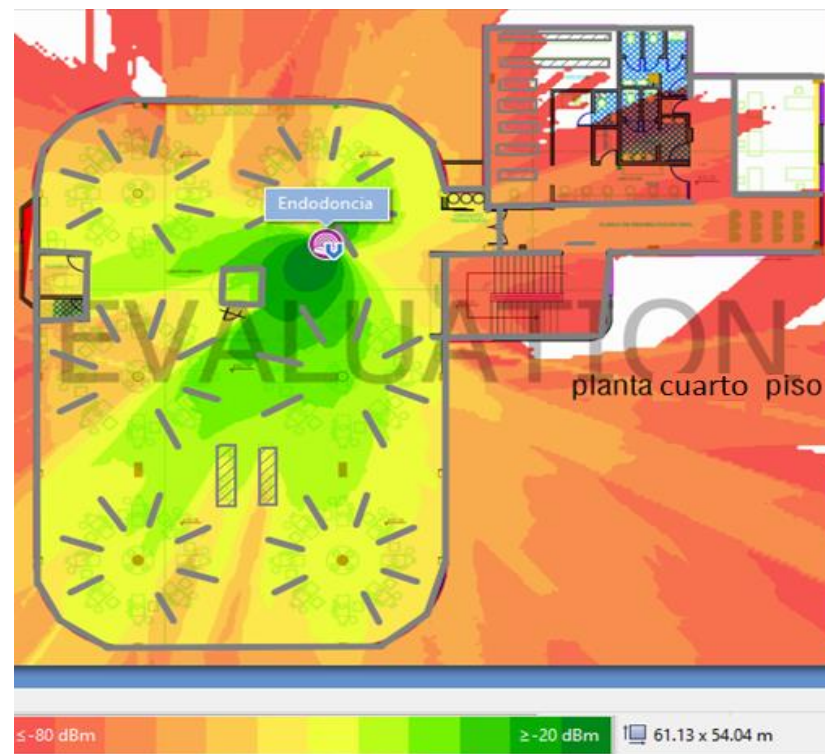 Endodoncia
EVALUATION
planta cuarto piso
≤-80 dBm
≥-20 dBm
61.13 x 54.04 m